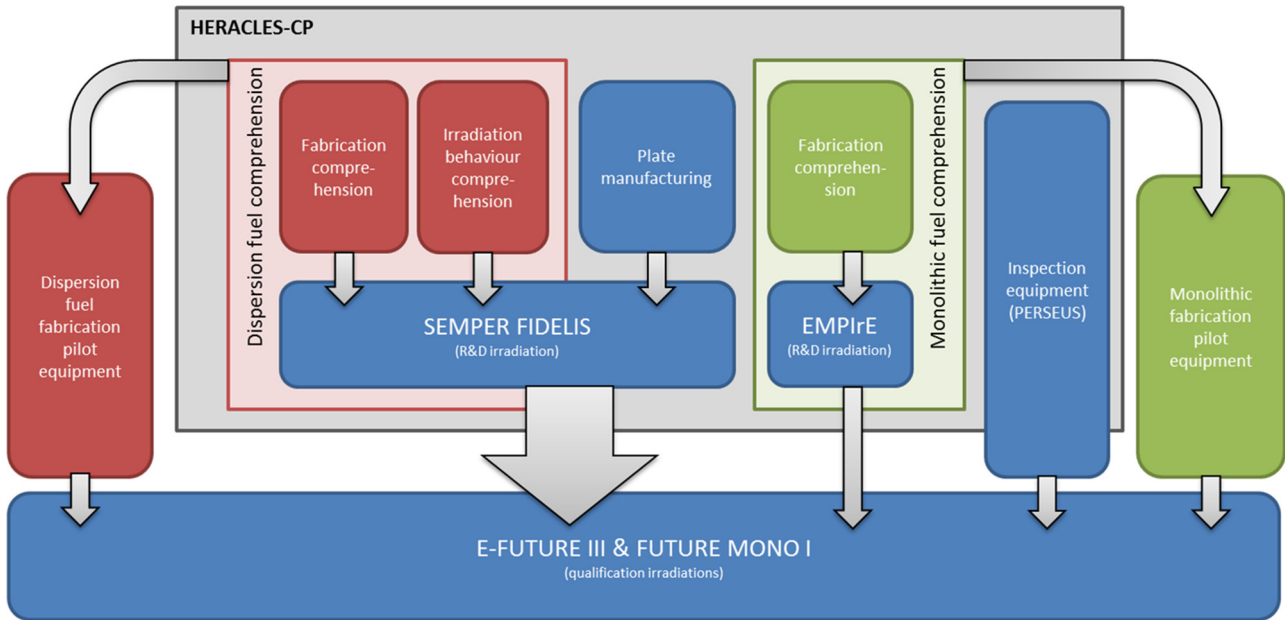 HERACLES-CP
Dispersion fuel comprehension
Fabrication
compre-
hension
Irradiation
behaviour
compre-
hension
Plate
manufacturing
Fabrication
comprehen-
sion
Monolithic fuel comprehension
Inspection
equipment
(PERSEUS)
Dispersion
fuel
fabrication
pilot
equipment
Monolithic
fabrication
pilot
equipment
SEMPER FIDELIS
(R&D irradiation)
EMPIrE
(R&D irradiation)
E-FUTURE III & FUTURE MONO I
(qualification irradiations)